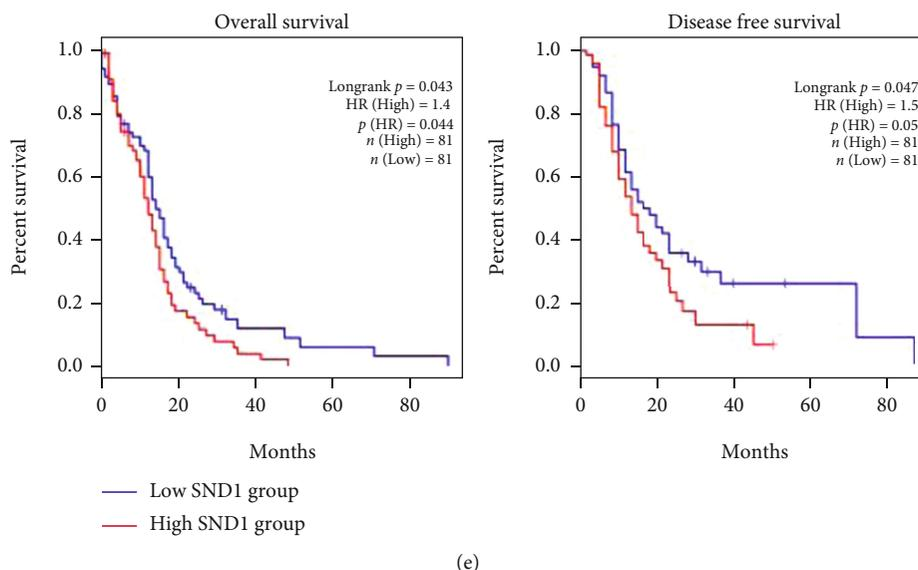 Overall survival
Percent survival
1.0
0.8
0.6
0.4
0.2
0.0
Longrank p = 0.043
HR (High) = 1.4
p (HR) = 0.044
n (High) = 81
n (Low) = 81
0 20 40 60 80
Months
Disease free survival
Percent survival
1.0
0.8
0.6
0.4
0.2
0.0
Longrank p = 0.047
HR (High) = 1.5
p (HR) = 0.05
n (High) = 81
n (Low) = 81
0 20 40 60 80
Months
Low SND1 group
High SND1 group
(e)